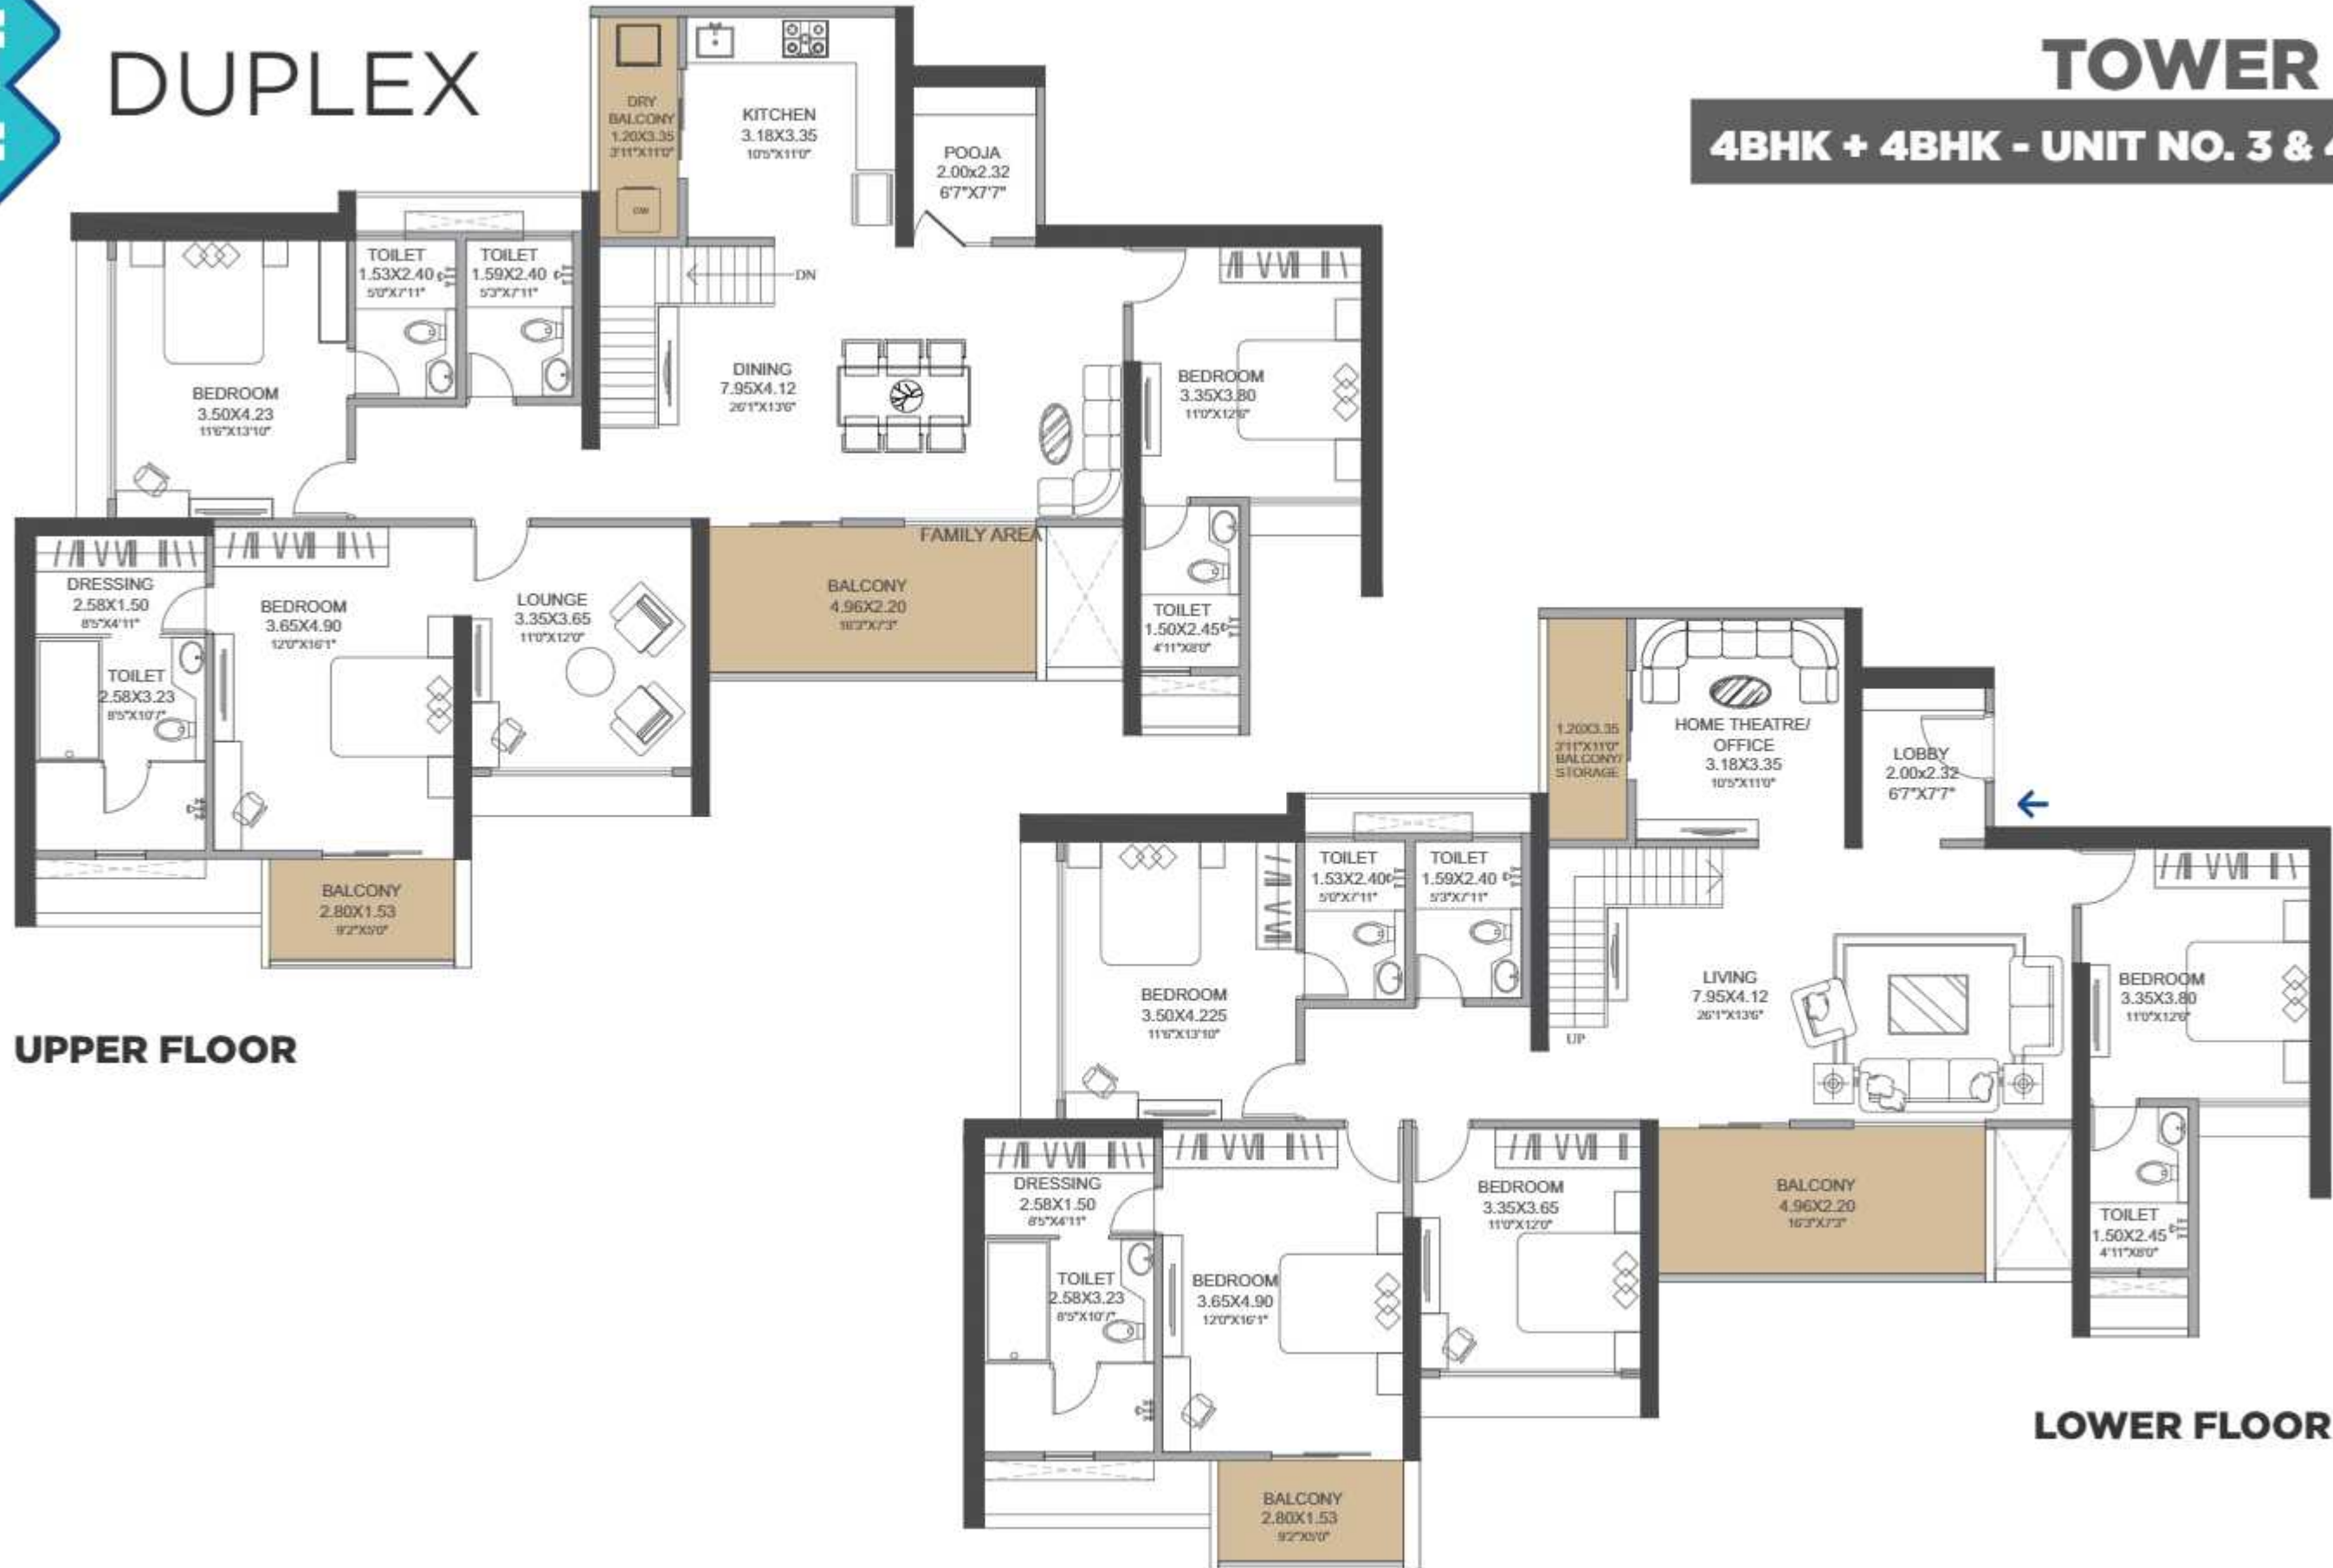 DUPLEX
TOWER
4BHK + 4BHK - UNIT NO. 3 & 4
DRY
BALCONY
1.20X3.35
3'11"X11'0"
DW
KITCHEN
3.18X3.35
10'5"X11'0"
POOJA
2.00x2.32
6'7"X7'7"
TOILET
1.53X2.40
5'0"X7'11"
TOILET
1.59X2.40
5'3"X7'11"
DN
BEDROOM
3.50X4.23
11'6"X13'10"
DINING
7.95X4.12
26'1"X13'6"
BEDROOM
3.35X3.80
11'0"X12'6"
FAMILY AREA
DRESSING
2.58X1.50
8'5"X4'11"
BEDROOM
3.65X4.90
12'0"X16'1"
LOUNGE
3.35X3.65
11'0"X12'0"
BALCONY
4.96X2.20
16'3"X7'3"
TOILET
1.50X2.45
4'11"X8'0"
TOILET
2.58X3.23
8'5"X10'7"
BALCONY
2.80X1.53
9'2"X5'0"
UPPER FLOOR
1.20X3.35
3'11"X11'0"
BALCONY/
STORAGE
HOME THEATRE/
OFFICE
3.18X3.35
10'5"X11'0"
LOBBY
2.00x2.32
6'7"X7'7"
TOILET
1.53X2.40
5'0"X7'11"
TOILET
1.59X2.40
5'3"X7'11"
BEDROOM
3.50X4.225
11'6"X13'10"
UP
LIVING
7.95X4.12
26'1"X13'6"
BEDROOM
3.35X3.80
11'0"X12'6"
DRESSING
2.58X1.50
8'5"X4'11"
BEDROOM
3.35X3.65
11'0"X12'0"
BALCONY
4.96X2.20
16'3"X7'3"
TOILET
1.50X2.45
4'11"X8'0"
TOILET
2.58X3.23
8'5"X10'7"
BEDROOM
3.65X4.90
12'0"X16'1"
BALCONY
2.80X1.53
9'2"X5'0"
LOWER FLOOR